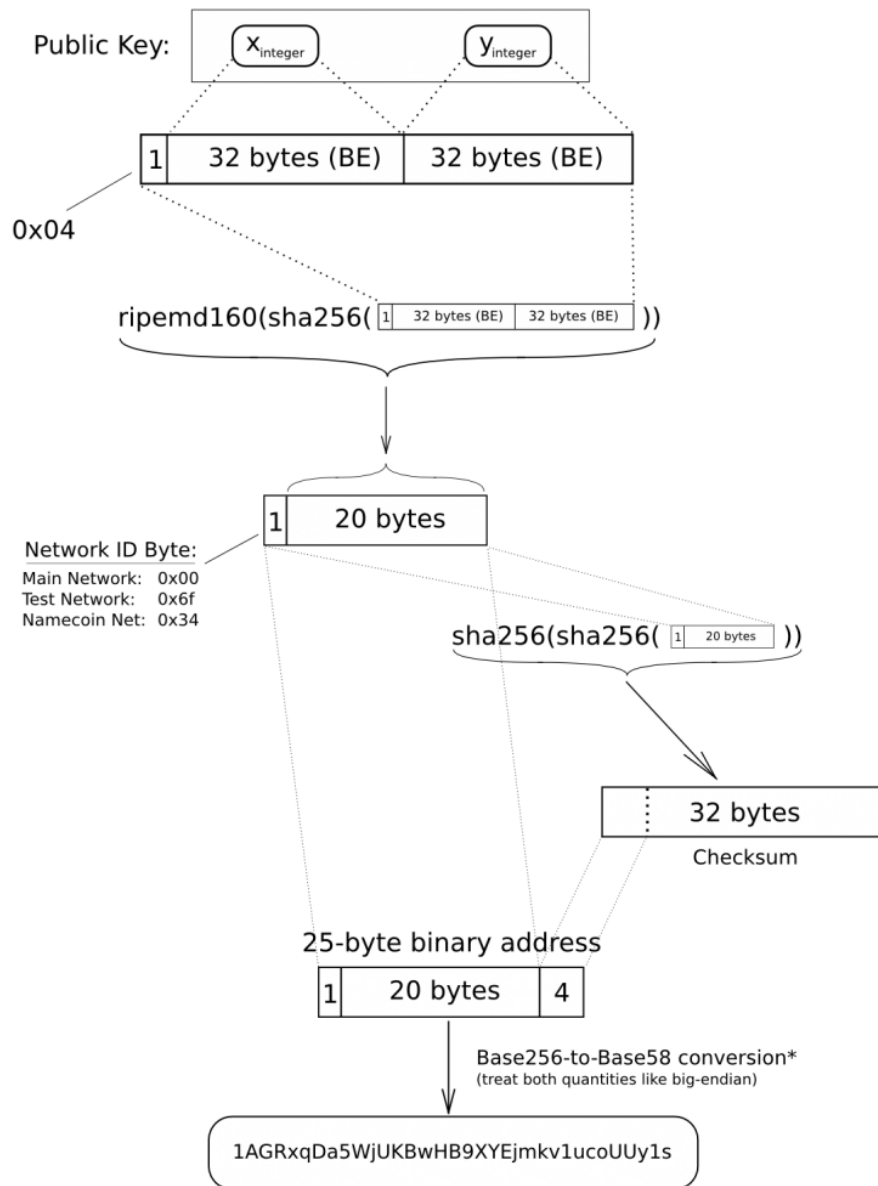 Public Key:
xinteger
yinteger
1
32 bytes (BE)
32 bytes (BE)
0x04
ripemd160(sha256( 1 32 bytes (BE) 32 bytes (BE) ))
1
20 bytes
Network ID Byte:
Main Network: 0x00
Test Network: 0x6f
Namecoin Net: 0x34
sha256(sha256( 1 20 bytes ))
32 bytes
Checksum
25-byte binary address
1
20 bytes
4
Base256-to-Base58 conversion*
(treat both quantities like big-endian)
1AGRxqDa5WjUKBwHB9XYEjmkv1ucoUUy1s